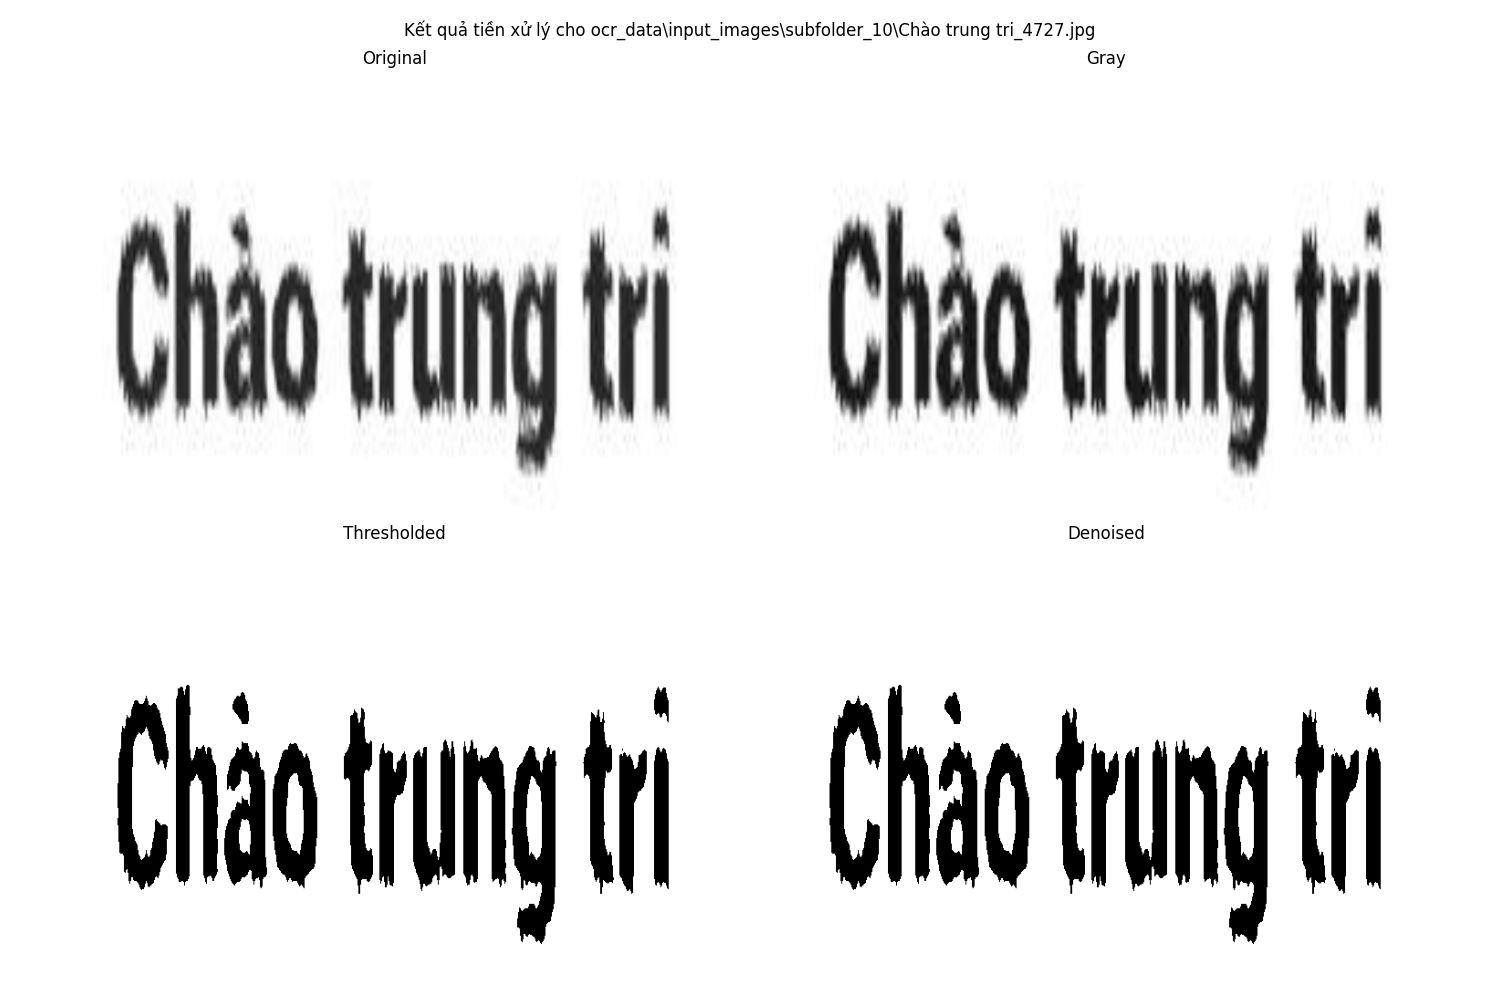 Kết quả tiền xử lý cho ocr_data\input_images\subfolder_10\Chào trung tri_4727.jpg
Original
Gray
Chào trung tri
Chào trung tri
Thresholded
Denoised
Chào trung tri
Chào trung tri